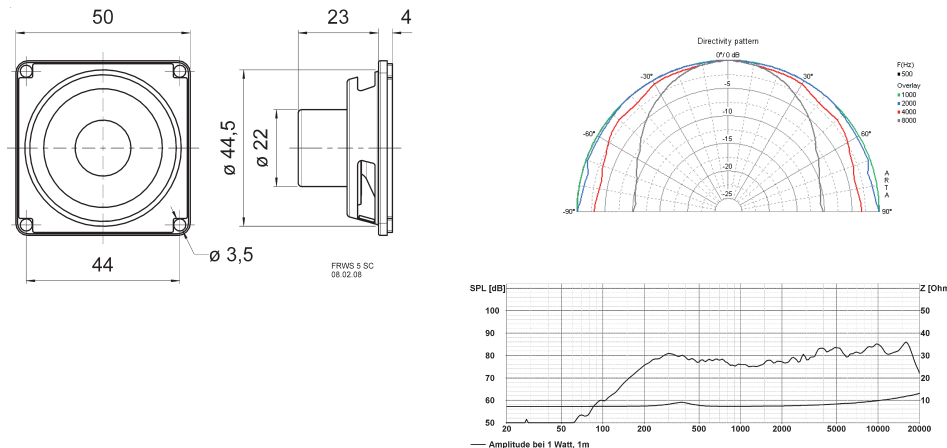 50
23
4
ø 44,5
ø 22
ø 3,5
44
FRWS 5 SC
08.02.08
Directivity pattern
0°/ 0 dB
-30°
30°
-60°
60°
-90°
90°
-5
-10
-15
-20
-25
F(Hz)
500
Overlay
1000
2000
4000
8000
A
R
T
A
SPL [dB]
Z [Ohm
100
90
80
70
60
50
50
40
30
20
10
20
50
100
200
500
1000
2000
5000
10000
20000
Amplitude bei 1 Watt, 1m